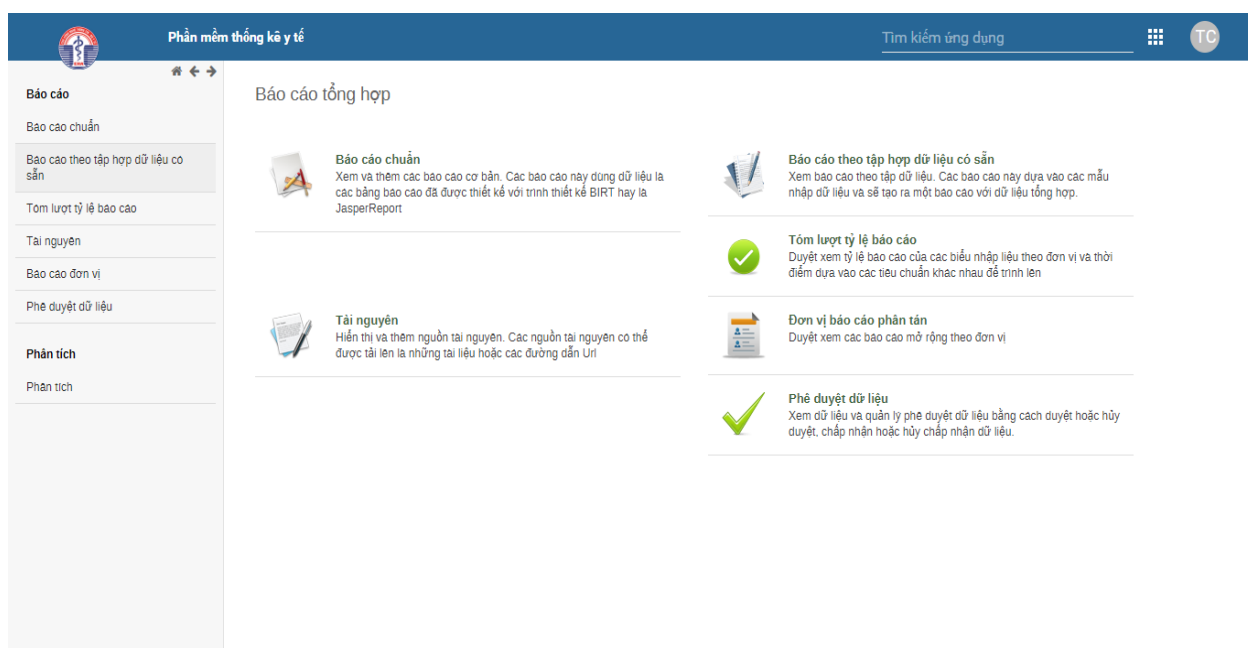 Phần mềm thống kê y tế
Tìm kiếm ứng dụng
TC
Báo cáo
Báo cáo chuẩn
Báo cáo theo tập hợp dữ liệu có
sẵn
Tóm lượt tỷ lệ báo cáo
Tài nguyên
Báo cáo đơn vị
Phê duyệt dữ liệu
Phân tích
Phân tích
Báo cáo tổng hợp
Báo cáo chuẩn
Xem và thêm các báo cáo cơ bản. Các báo cáo này dùng dữ liệu là
các bảng báo cáo đã được thiết kế với trình thiết kế BIRT hay là
JasperReport
Báo cáo theo tập hợp dữ liệu có sẵn
Xem báo cáo theo tập dữ liệu. Các báo cáo này dựa vào các mẫu
nhập dữ liệu và sẽ tạo ra một báo cáo với dữ liệu tổng hợp.
Tóm lượt tỷ lệ báo cáo
Duyệt xem tỷ lệ báo cáo của các biểu nhập liệu theo đơn vị và thời
điểm dựa vào các tiêu chuẩn khác nhau để trình lên
Tài nguyên
Hiển thị và thêm nguồn tài nguyên. Các nguồn tài nguyên có thể
được tải lên là những tài liệu hoặc các đường dẫn Url
Đơn vị báo cáo phân tán
Duyệt xem các báo cáo mở rộng theo đơn vị
Phê duyệt dữ liệu
Xem dữ liệu và quản lý phê duyệt dữ liệu bằng cách duyệt hoặc hủy
duyệt, chấp nhận hoặc hủy chấp nhận dữ liệu.